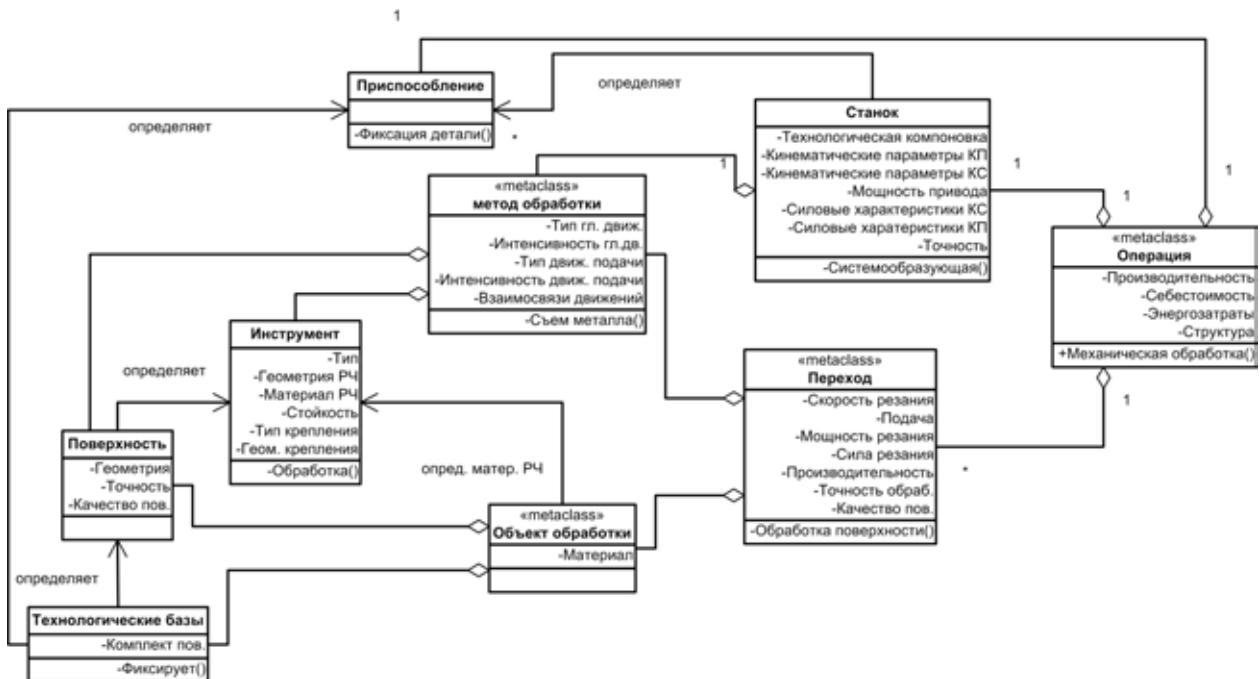 1
1
Приспособление
-Фиксация детали()
*
определяет
определяет
Станок
-Технологическая компоновка
-Кинематические параметры КП
-Кинематические параметры КС
-Мощность привода
-Силовые характеристики КС
-Силовые харатеристики КП
-Точность
-Системообразующая()
1
1
1
1
«metaclass»
метод обработки
-Тип гл. движ.
-Интенсивность гл.дв.
-Тип движ. подачи
-Интенсивность движ. подачи
-Взаимосвязи движений
-Съем металла()
«metaclass»
Операция
-Производительность
-Себестоимость
-Энергозатраты
-Структура
+Механическая обработка()
1
Инструмент
-Тип
-Геометрия РЧ
-Материал РЧ
-Стойкость
-Тип крепления
-Геом. крепления
-Обработка()
определяет
«metaclass»
Переход
-Скорость резания
-Подача
-Мощность резания
-Сила резания
-Производительность
-Точность обраб.
-Качество пов.
-Обработка поверхности()
*
Поверхность
-Геометрия
-Точность
-Качество пов.
опред. матер. РЧ
«metaclass»
Объект обработки
-Материал
определяет
Технологические базы
-Комплект пов.
-Фиксирует()